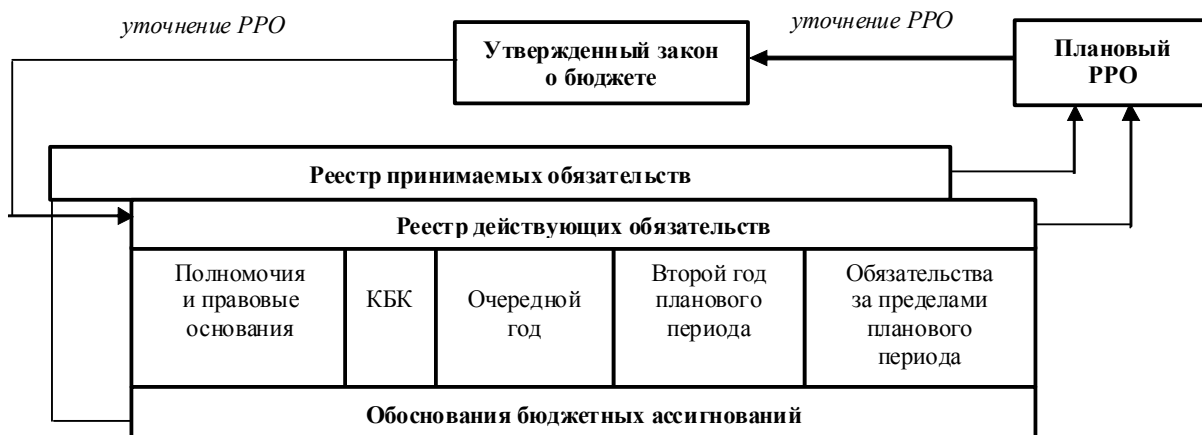 уточнение РРО
уточнение РРО
Утвержденный закон
о бюджете
Плановый
РРО
Реестр принимаемых обязательств
Реестр действующих обязательств
Полномочия
и правовые
основания
КБК
Очередной
год
Второй год
планового
периода
Обязательства
за пределами
планового
периода
Обоснования бюджетных ассигнований